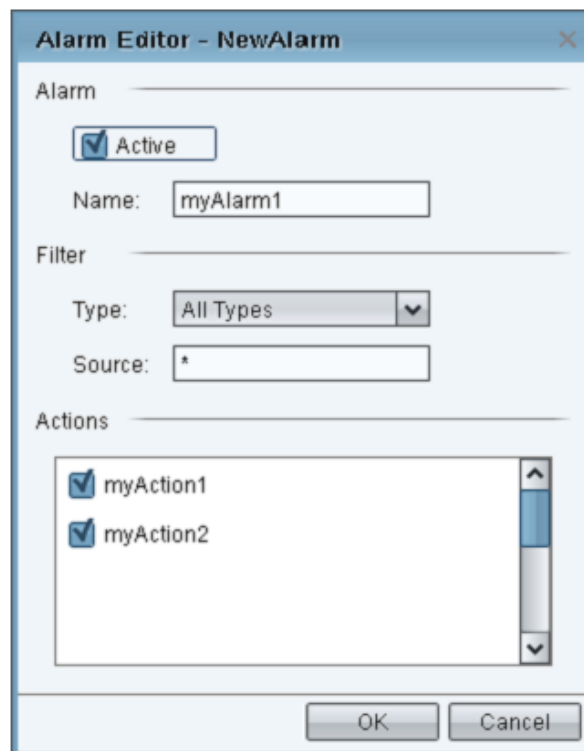 Alarm Editor - NewAlarm
Alarm
Active
Name: myAlarm1
Filter
Type: All Types
Source: *
Actions
myAction1
myAction2
OK Cancel